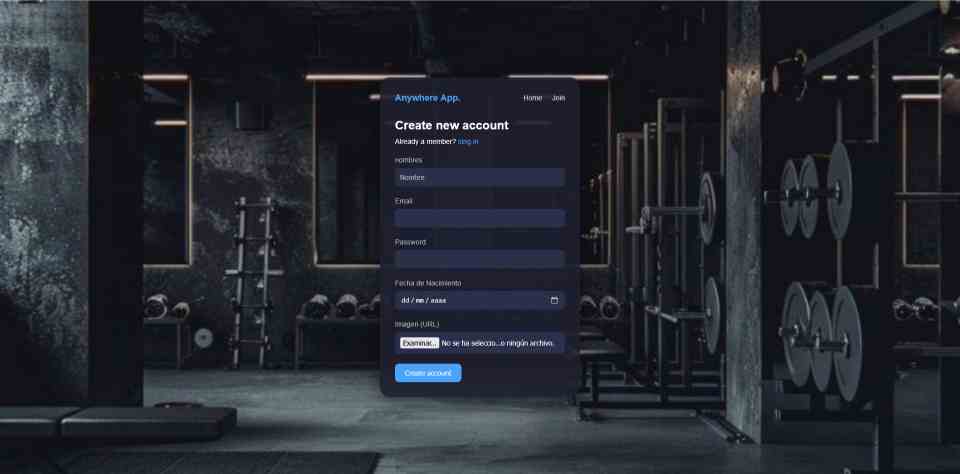 Anywhere App.
Home Join
Create new account
Already a member? Log in
nombres
Nombre
Email
Password
Fecha de Nacimiento
dd / mm / aaaa
Imagen (URL)
Examinar... No se ha seleccio...o ningún archivo.
Create account